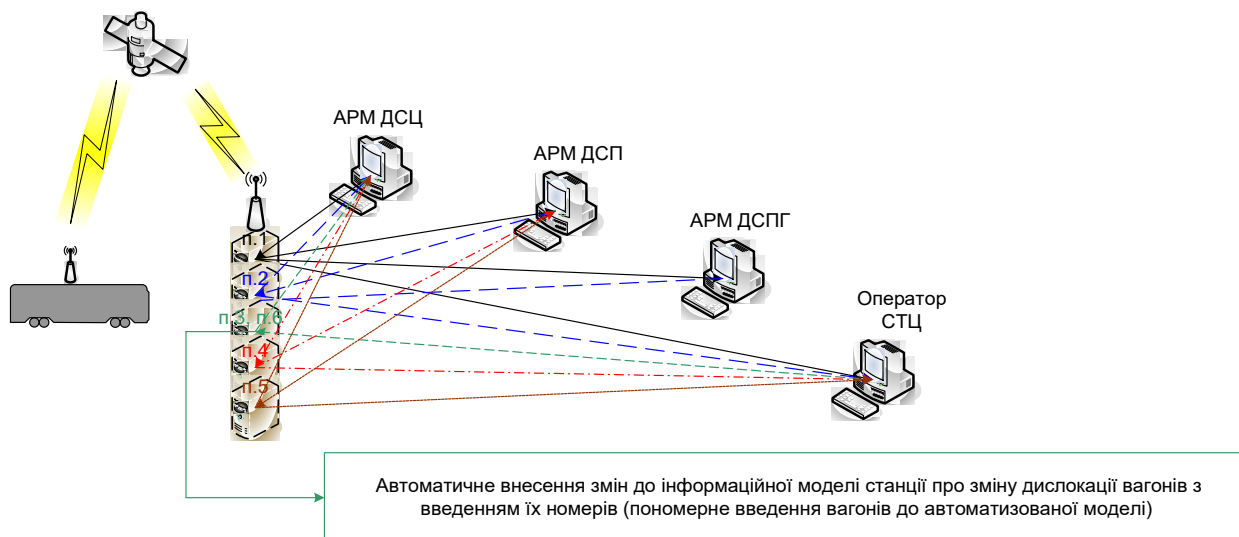 АРМ ДСЦ
АРМ ДСП
АРМ ДСПГ
Оператор
СТЦ
п.1
п.2
п.3, п.6
п.4
п.5
Автоматичне внесення змін до інформаційної моделі станції про зміну дислокації вагонів з
введенням їх номерів (пономерне введення вагонів до автоматизованої моделі)